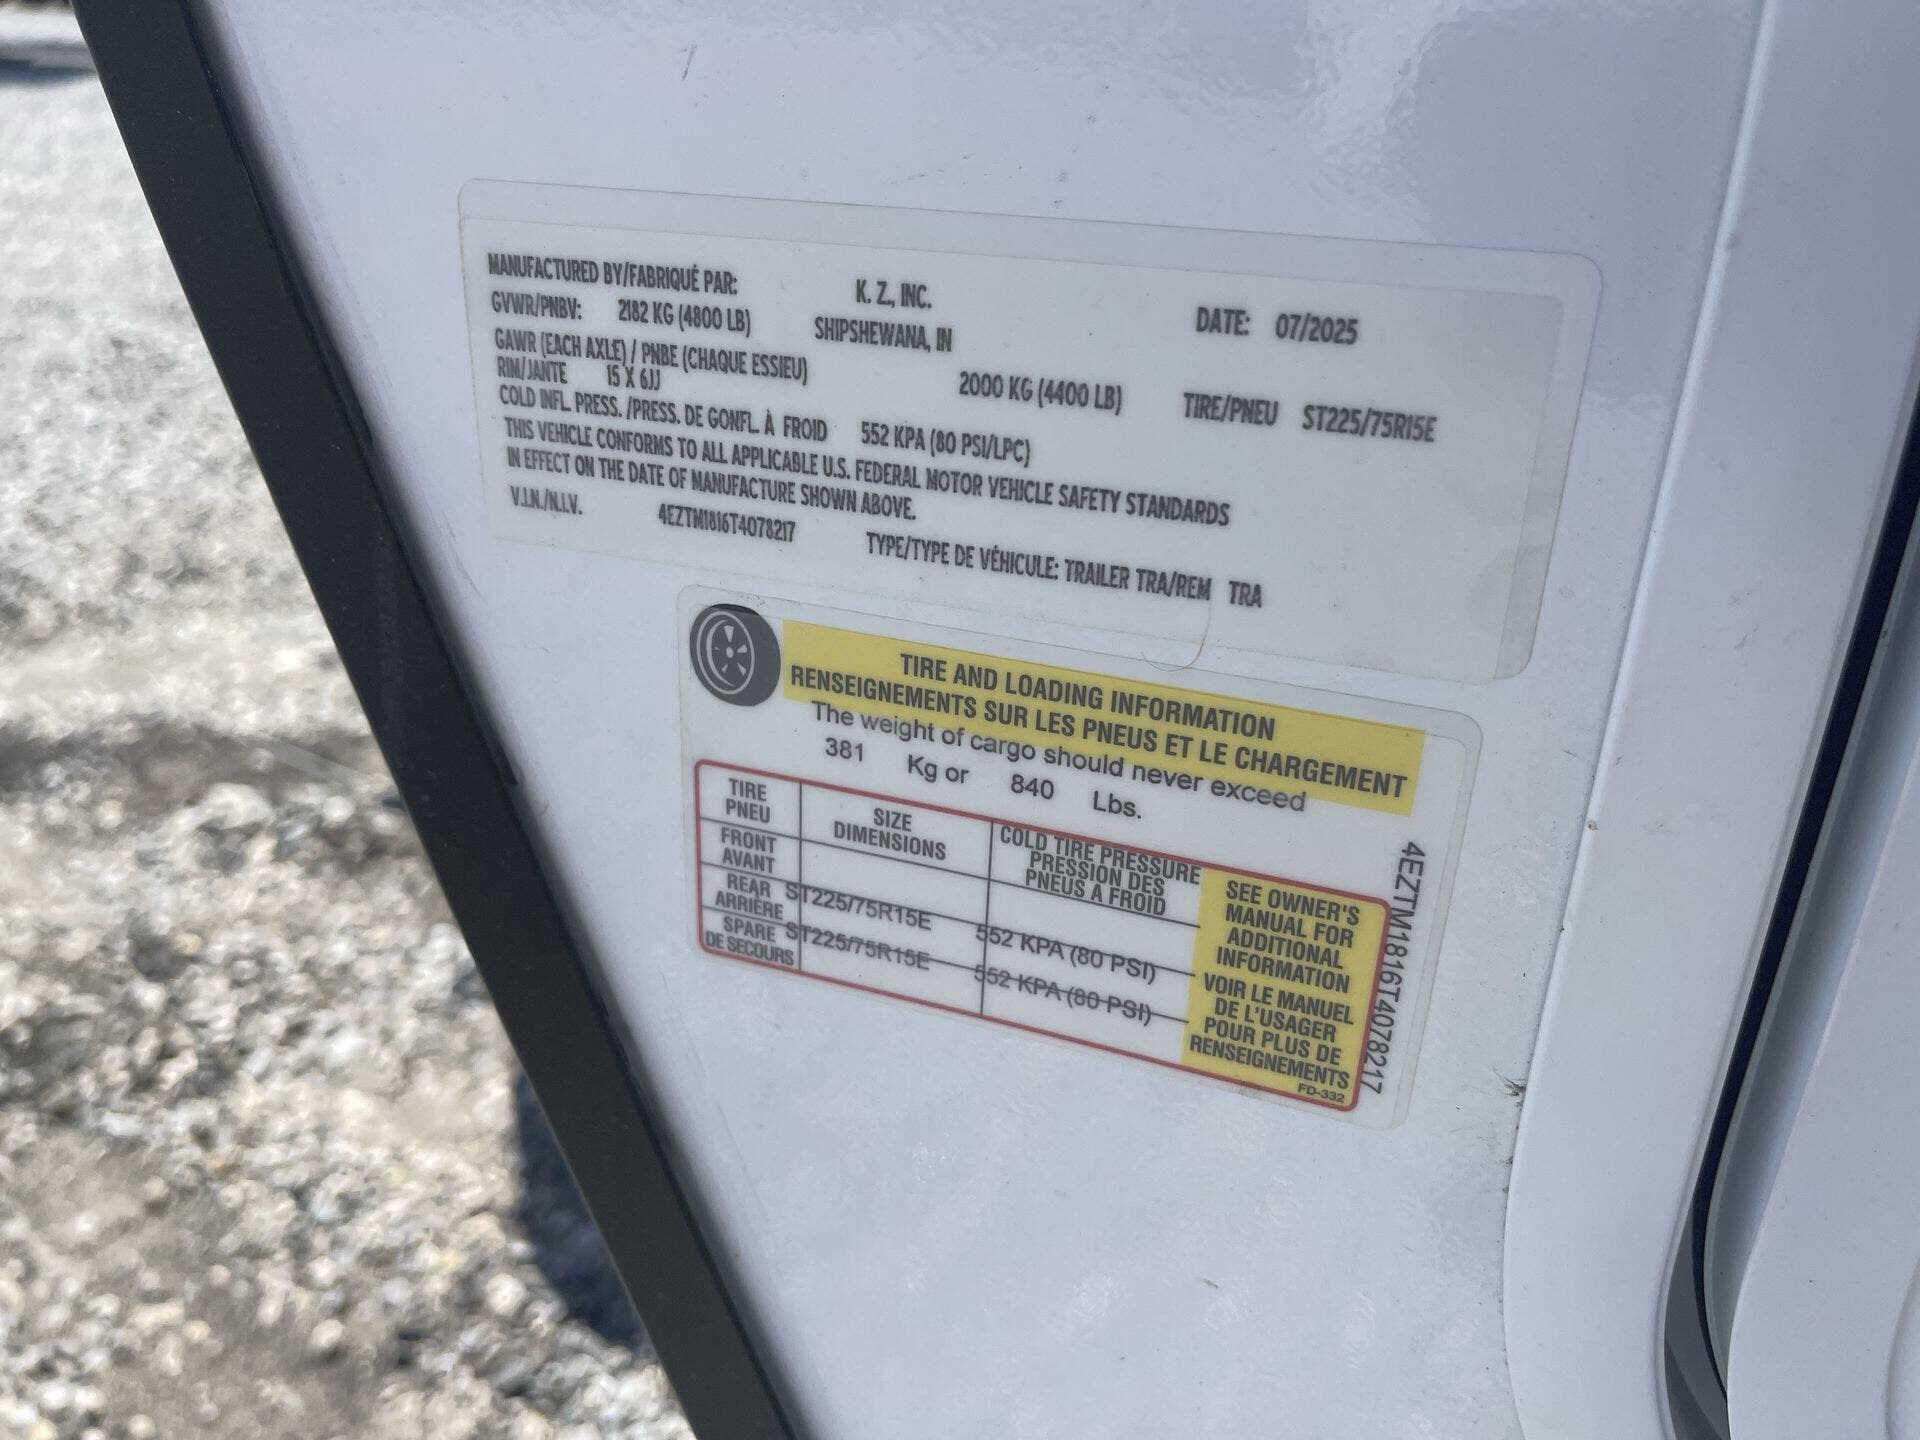 MANUFACTURED BY/FABRIQUÉ PAR: K. Z., INC. DATE: 07/2025
GVWR/PNBV: 2182 KG (4800 LB) SHIPSHEWANA, IN
GAWR (EACH AXLE) / PNBE (CHAQUE ESSIEU) 2000 KG (4400 LB) TIRE/PNEU ST225/75R15E
RIM/JANTE 15 X 6JJ
COLD INFL. PRESS. /PRESS. DE GONFL. À FROID 552 KPA (80 PSI/LPC)
THIS VEHICLE CONFORMS TO ALL APPLICABLE U.S. FEDERAL MOTOR VEHICLE SAFETY STANDARDS
IN EFFECT ON THE DATE OF MANUFACTURE SHOWN ABOVE.
V.I.N./N.I.V. 4EZTM1816T4078217 TYPE/TYPE DE VÉHICULE: TRAILER TRA/REM TRA
TIRE AND LOADING INFORMATION
RENSEIGNEMENTS SUR LES PNEUS ET LE CHARGEMENT
The weight of cargo should never exceed
381 Kg or 840 Lbs.
TIRE
PNEU
SIZE
DIMENSIONS
COLD TIRE PRESSURE
PRESSION DES
PNEUS A FROID
FRONT
AVANT
REAR
ARRIÈRE
ST225/75R15E
552 KPA (80 PSI)
SPARE
DE SECOURS
ST225/75R15E
552 KPA (80 PSI)
SEE OWNER'S
MANUAL FOR
ADDITIONAL
INFORMATION
VOIR LE MANUEL
DE L'USAGER
POUR PLUS DE
RENSEIGNEMENTS
FD-332
4EZTM1816T4078217